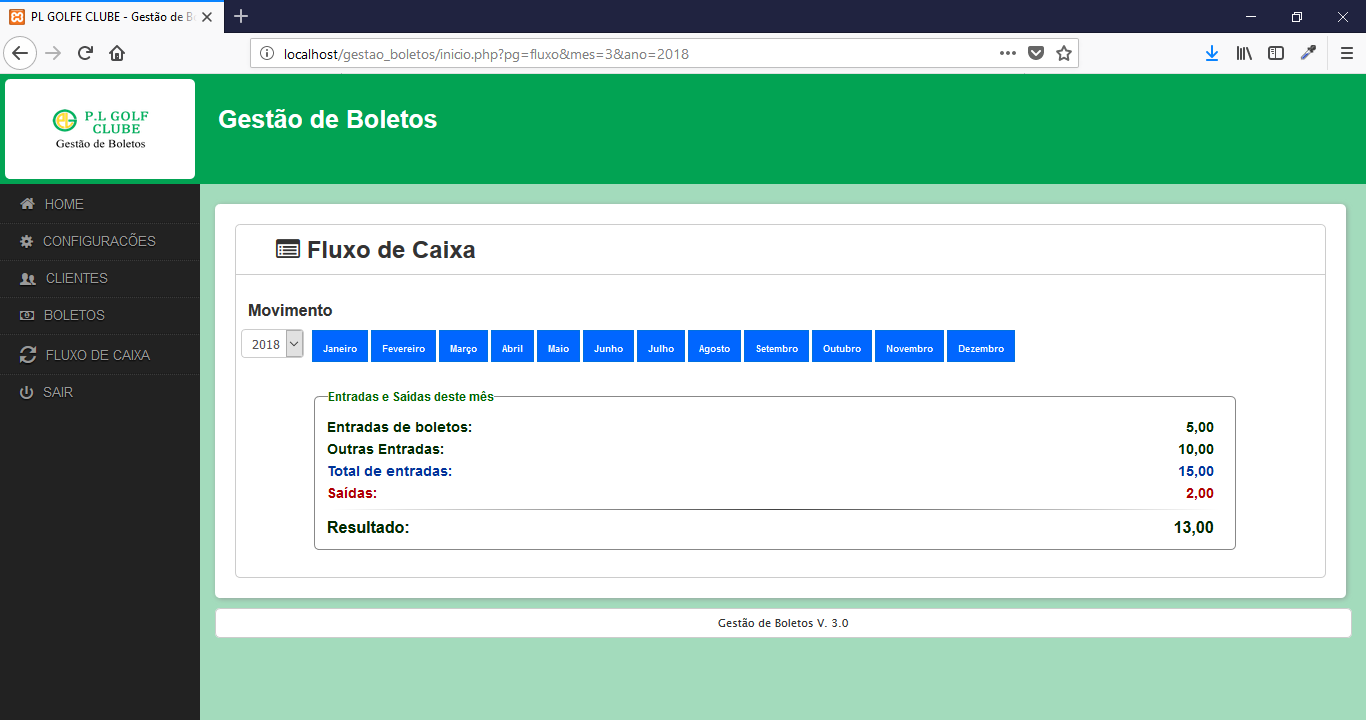 PL GOLFE CLUBE - Gestão de B
localhost/gestao_boletos/inicio.php?pg=fluxo&mes=3&ano=2018
P.L GOLF
CLUBE
Gestão de Boletos
Gestão de Boletos
HOME
CONFIGURACÕES
CLIENTES
BOLETOS
FLUXO DE CAIXA
SAIR
Fluxo de Caixa
Movimento
2018 Janeiro Fevereiro Março Abril Maio Junho Julho Agosto Setembro Outubro Novembro Dezembro
Entradas e Saídas deste mês
Entradas de boletos: 5,00
Outras Entradas: 10,00
Total de entradas: 15,00
Saídas: 2,00
Resultado: 13,00
Gestão de Boletos V. 3.0